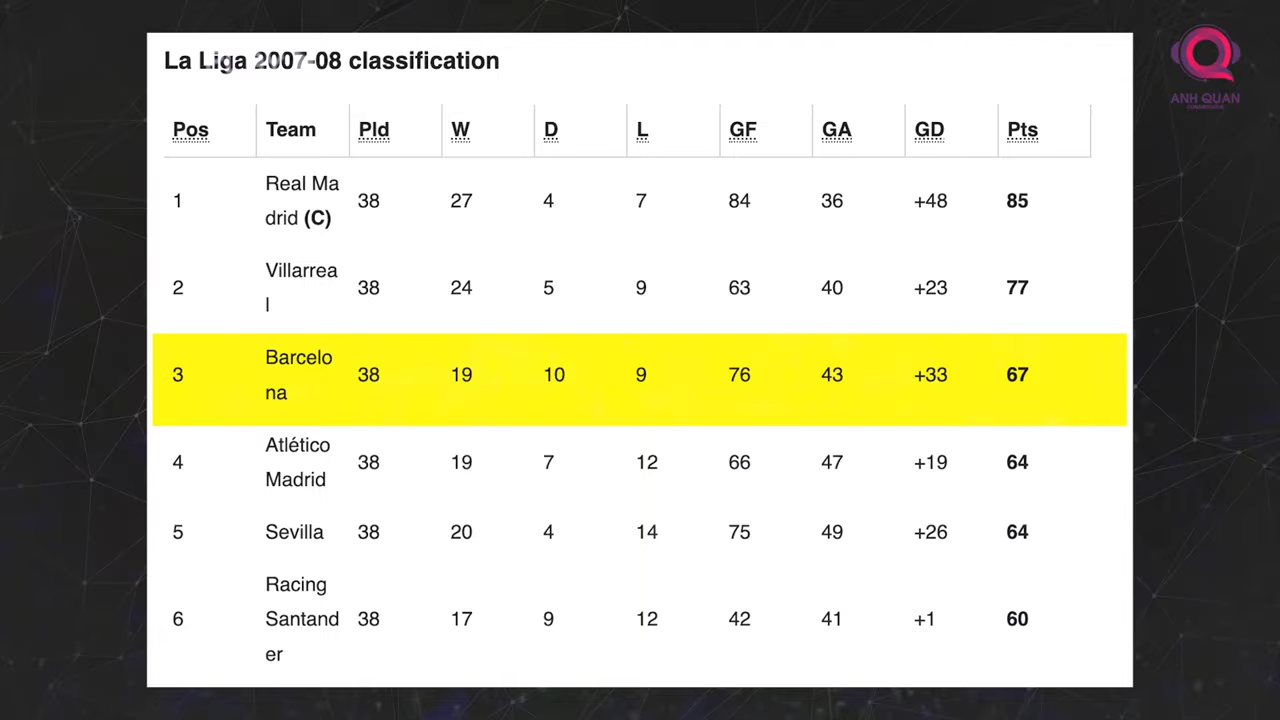 La Liga 2007-08 classification
ANH QUAN
Pos Team Pld W D L GF GA GD Pts
1 Real Ma
drid (C) 38 27 4 7 84 36 +48 85
2 Villarrea
l 38 24 5 9 63 40 +23 77
3 Barcelo
na 38 19 10 9 76 43 +33 67
4 Atlético
Madrid 38 19 7 12 66 47 +19 64
5 Sevilla 38 20 4 14 75 49 +26 64
6 Racing
Santand
er 38 17 9 12 42 41 +1 60